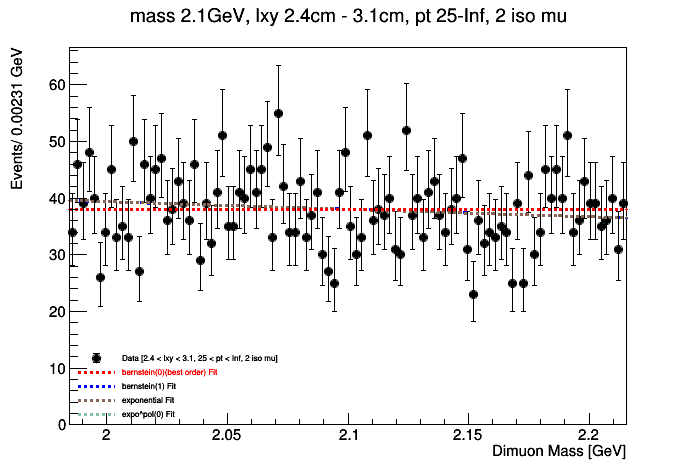 mass 2.1GeV, lxy 2.4cm - 3.1cm, pt 25-Inf, 2 iso mu
Events/ 0.00231 GeV
60
50
40
30
20
10
0
Data [2.4 < lxy < 3.1, 25 < pt < Inf, 2 iso mu]
bernstein(0)(best order) Fit
bernstein(1) Fit
exponential Fit
expo*pol(0) Fit
2 2.05 2.1 2.15 2.2
Dimuon Mass [GeV]